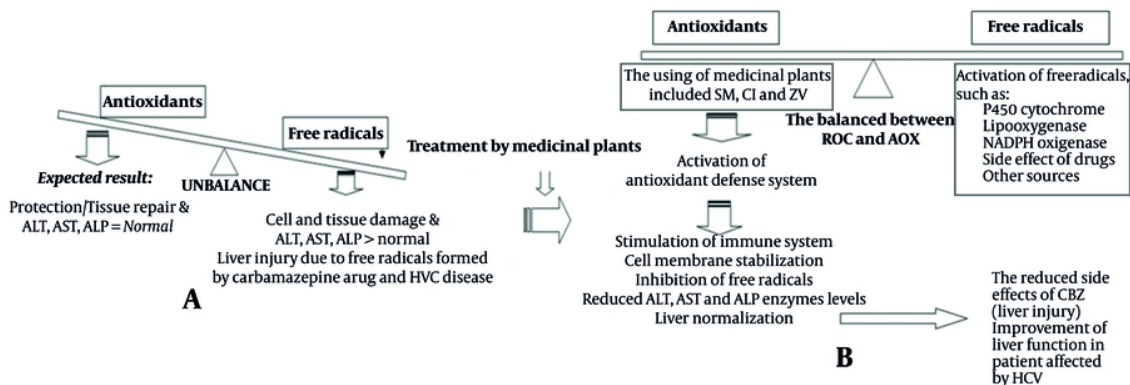 Antioxidants
Free radicals
Expected result:
UNBALANCE
Protection/Tissue repair &
ALT, AST, ALP = Normal
Cell and tissue damage &
ALT, AST, ALP > normal
Liver injury due to free radicals formed
by carbamazepine arug and HVC disease
A
Treatment by medicinal plants
Antioxidants
Free radicals
The using of medicinal plants
included SM, CI and ZV
The balanced between
ROC and AOX
Activation of freeradicals,
such as:
P450 cytochrome
Lipooxygenase
NADPH oxigenase
Side effect of drugs
Other sources
Activation of
antioxidant defense system
Stimulation of immune system
Cell membrane stabilization
Inhibition of free radicals
Reduced ALT, AST and ALP enzymes levels
Liver normalization
B
The reduced side
effects of CBZ
(liver injury)
Improvement of
liver function in
patient affected
by HCV